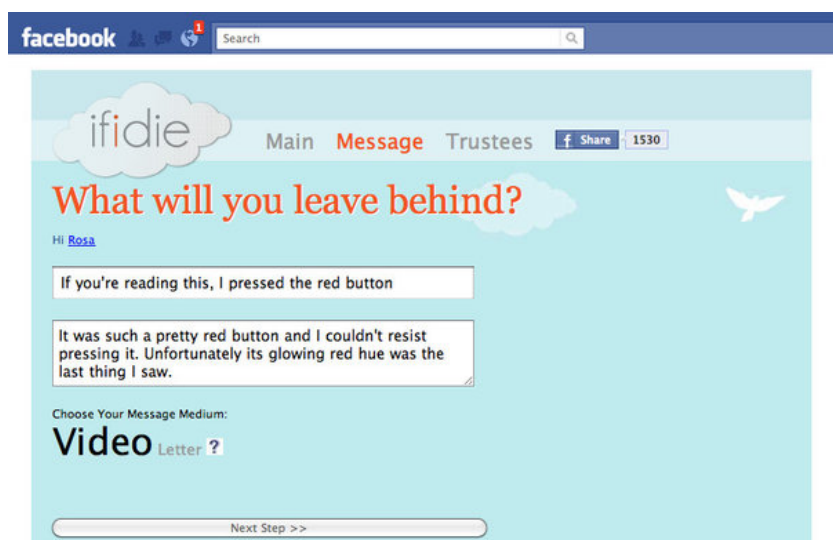 facebook 1 Search
ifidie Main Message Trustees f Share 1530
What will you leave behind?
Hi Rosa
If you're reading this, I pressed the red button
It was such a pretty red button and I couldn't resist
pressing it. Unfortunately its glowing red hue was the
last thing I saw.
Choose Your Message Medium:
Video Letter ?
Next Step >>